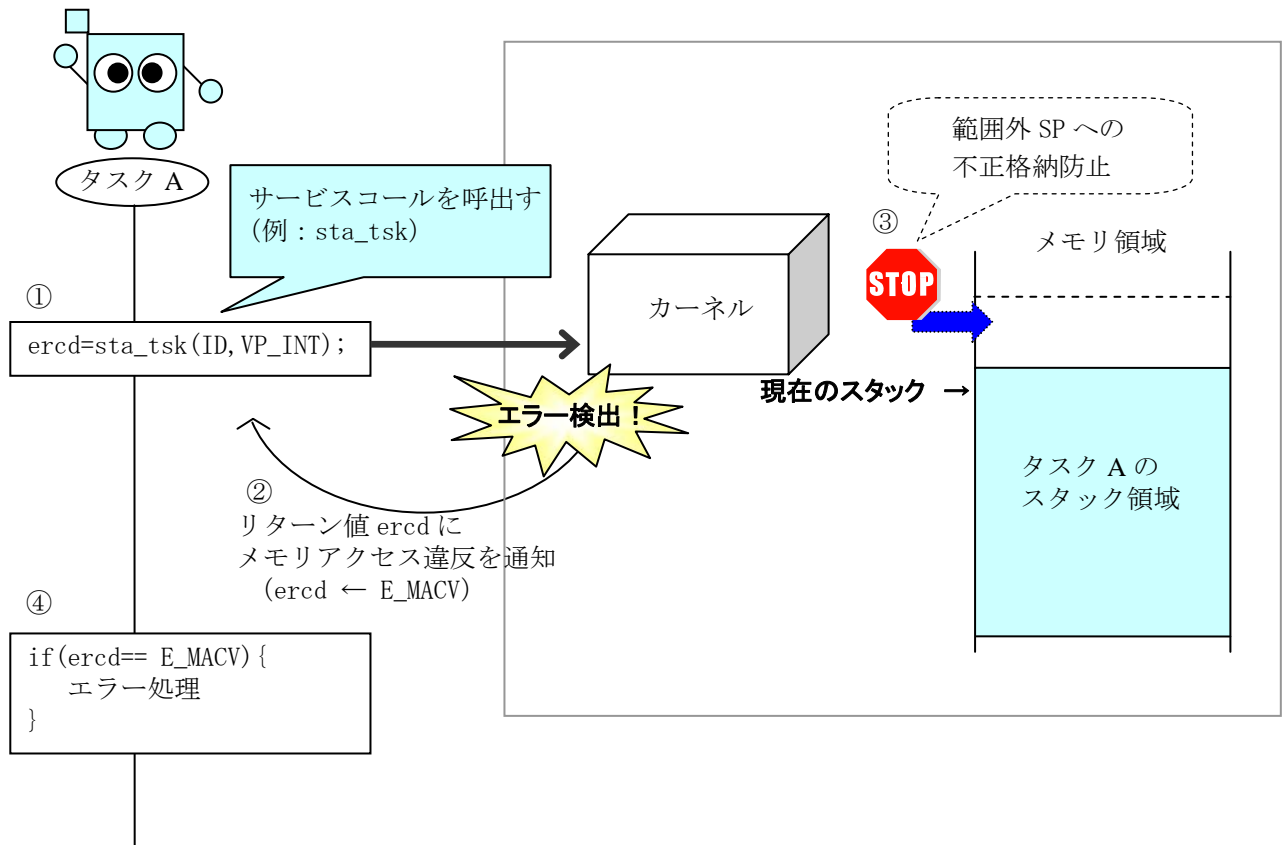 タスク A
サービスコールを呼出す
(例：sta_tsk)
①
ercd=sta_tsk(ID,VP_INT);
カーネル
エラー検出！
②
リターン値 ercd に
メモリアクセス違反を通知
(ercd ← E_MACV)
範囲外 SP への
不正格納防止
③
STOP
メモリ領域
現在のスタック →
タスク A の
スタック領域
④
if(ercd== E_MACV){
エラー処理
}